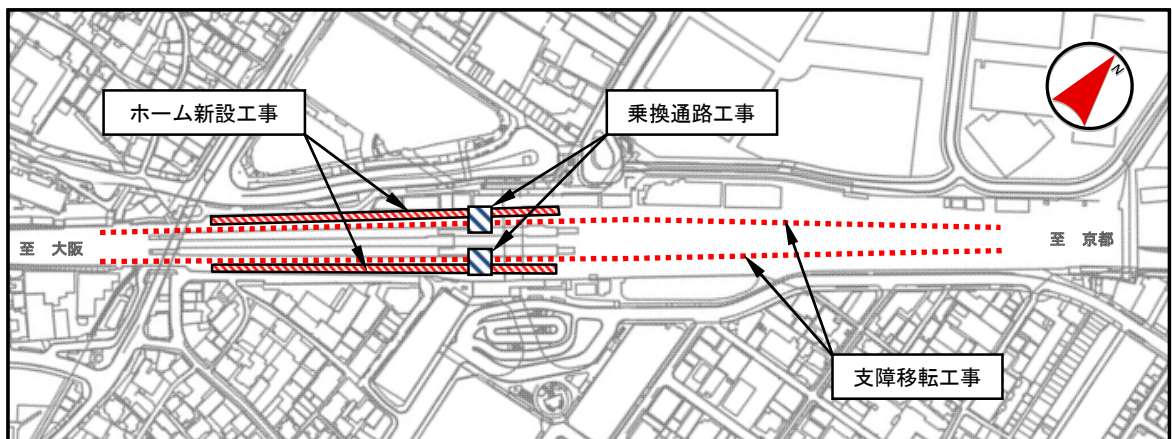 N
ホーム新設工事
乗換通路工事
至 大阪
至 京都
支障移転工事